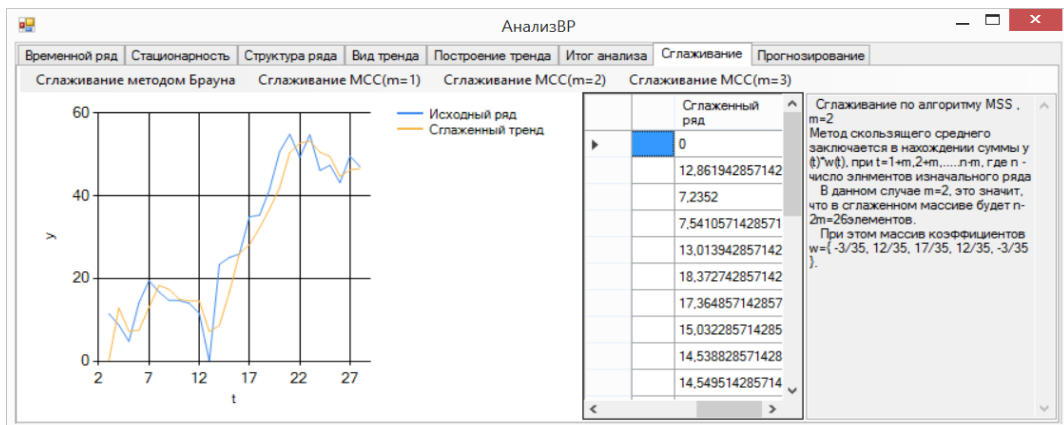 АнализВР
Временной ряд Стационарность Структура ряда Вид тренда Построение тренда Итог анализа Сглаживание Прогнозирование
Сглаживание методом Брауна Сглаживание МСС(m=1) Сглаживание МСС(m=2) Сглаживание МСС(m=3)
60
40
20
0
y
2 7 12 17 22 27
t
Исходный ряд
Сглаженный тренд
Сглаженный
ряд
0
12,861942857142
7,2352
7,5410571428571
13,013942857142
18,372742857142
17,364857142857
15,032285714285
14,538828571428
14,549514285714
Сглаживание по алгоритму MSS ,
m=2
Метод скользящего среднего
заключается в нахождении суммы y
(t)*w(t), при t=1+m,2+m,.....n-m, где n -
число элнментов изначального ряда
В данном случае m=2, это значит,
что в сглаженном массиве будет n-
2m=26элементов.
При этом массив коэффициентов
w={ -3/35, 12/35, 17/35, 12/35, -3/35
}.